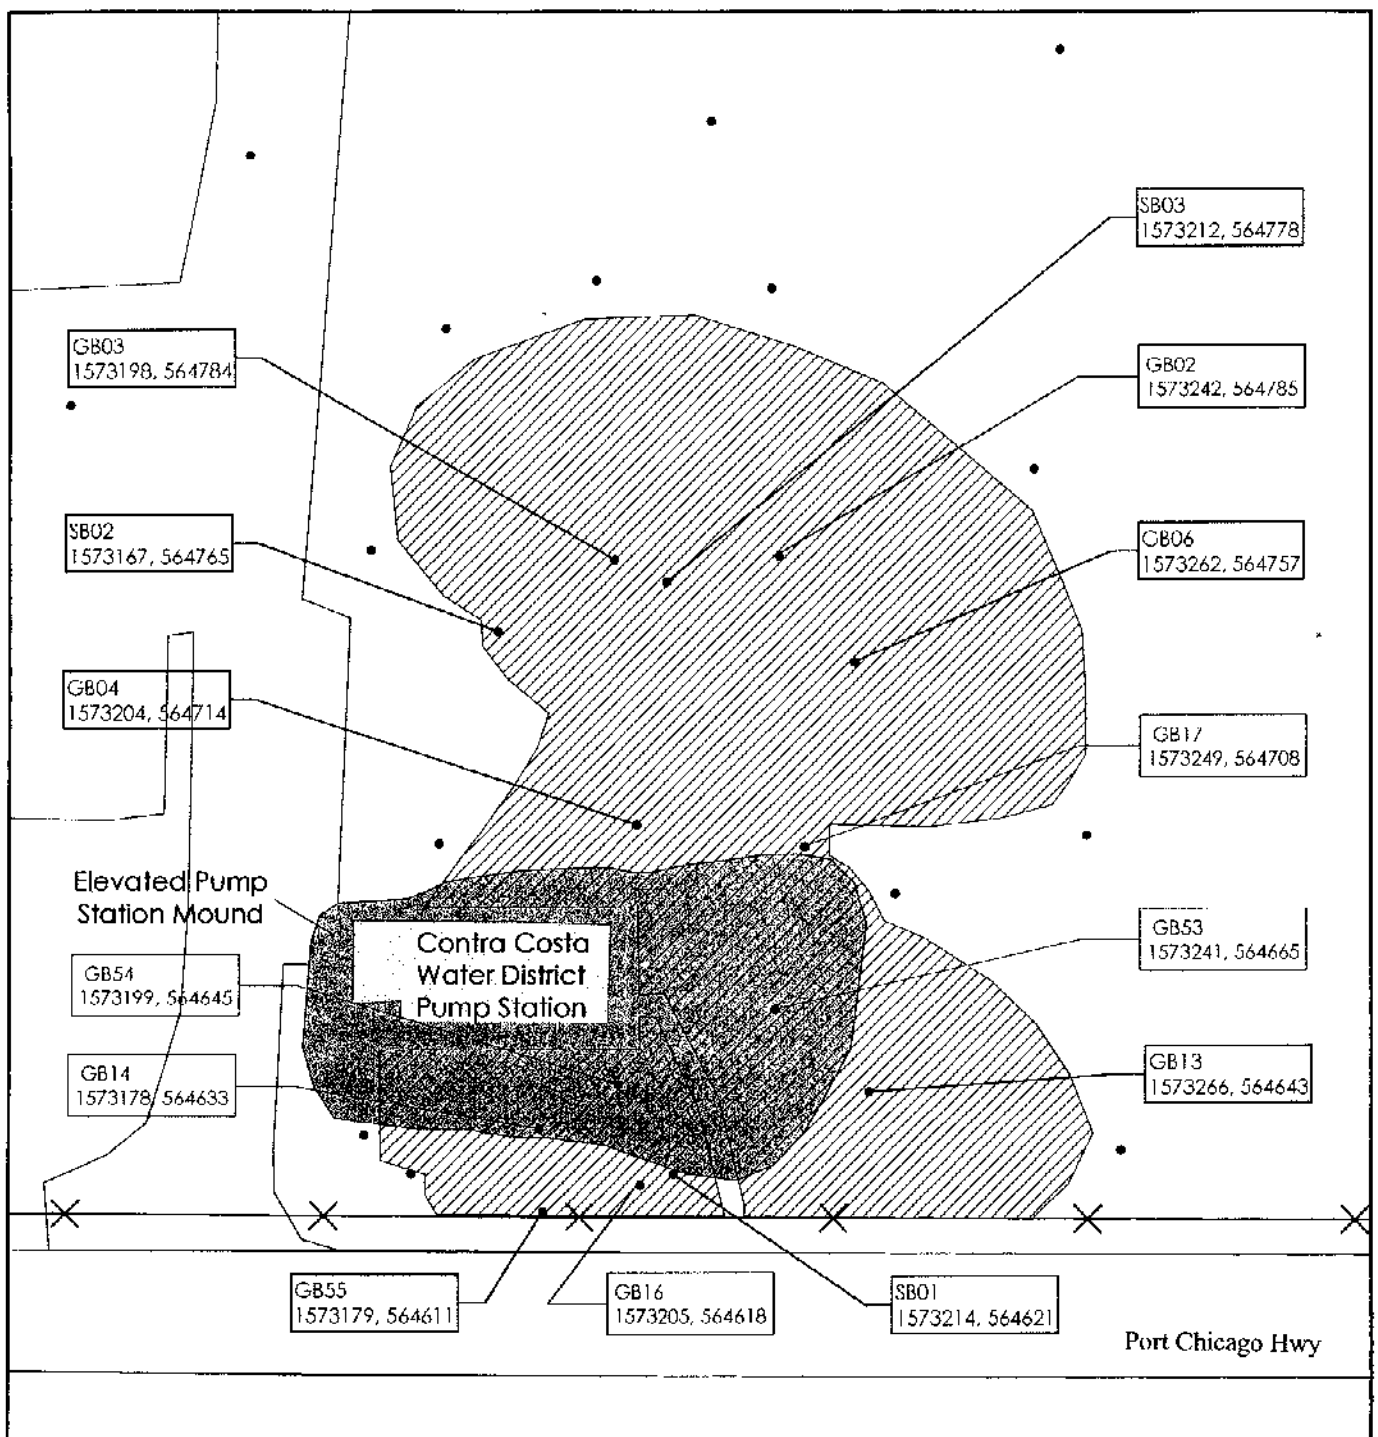 SB03
1573212, 564778
GB03
1573198, 564784
GB02
1573242, 564785
SB02
1573167, 564765
GB06
1573262, 564757
GB04
1573204, 564714
GB17
1573249, 564708
Elevated Pump
Station Mound
Contra Costa
Water District
Pump Station
GB53
1573241, 564665
GB54
1573199, 564645
GB14
1573178, 564633
GB13
1573266, 564643
GB55
1573179, 564611
GB16
1573205, 564618
SB01
1573214, 564621
Port Chicago Hwy